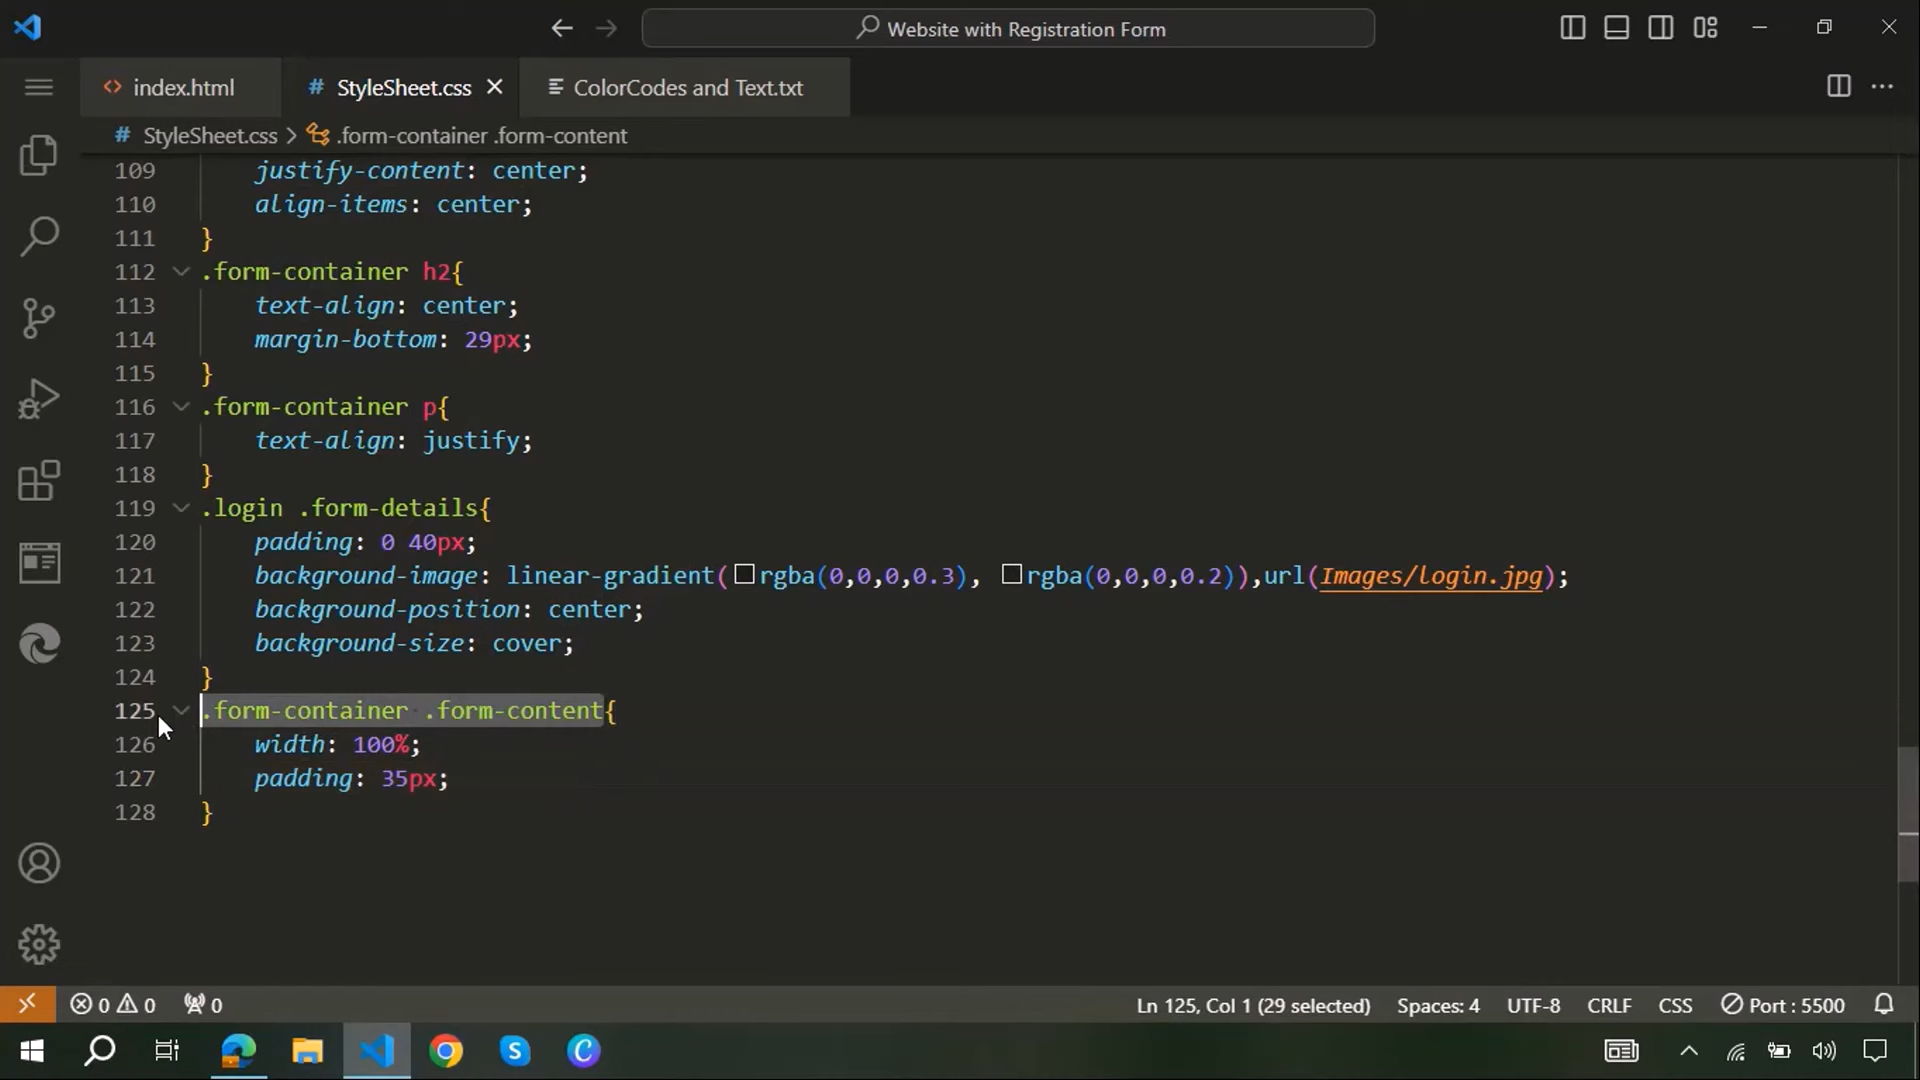 Website with Registration Form
<> index.html
# StyleSheet.css
ColorCodes and Text.txt
# StyleSheet.css > .form-container .form-content
109 justify-content: center;
110 align-items: center;
111 }
112 .form-container h2{
113 text-align: center;
114 margin-bottom: 29px;
115 }
116 .form-container p{
117 text-align: justify;
118 }
119 .login .form-details{
120 padding: 0 40px;
121 background-image: linear-gradient(rgba(0,0,0,0.3), rgba(0,0,0,0.2)),url(Images/login.jpg);
122 background-position: center;
123 background-size: cover;
124 }
125 .form-container .form-content{
126 width: 100%;
127 padding: 35px;
128 }
0 0 0 Ln 125, Col 1 (29 selected) Spaces: 4 UTF-8 CRLF CSS Port : 5500